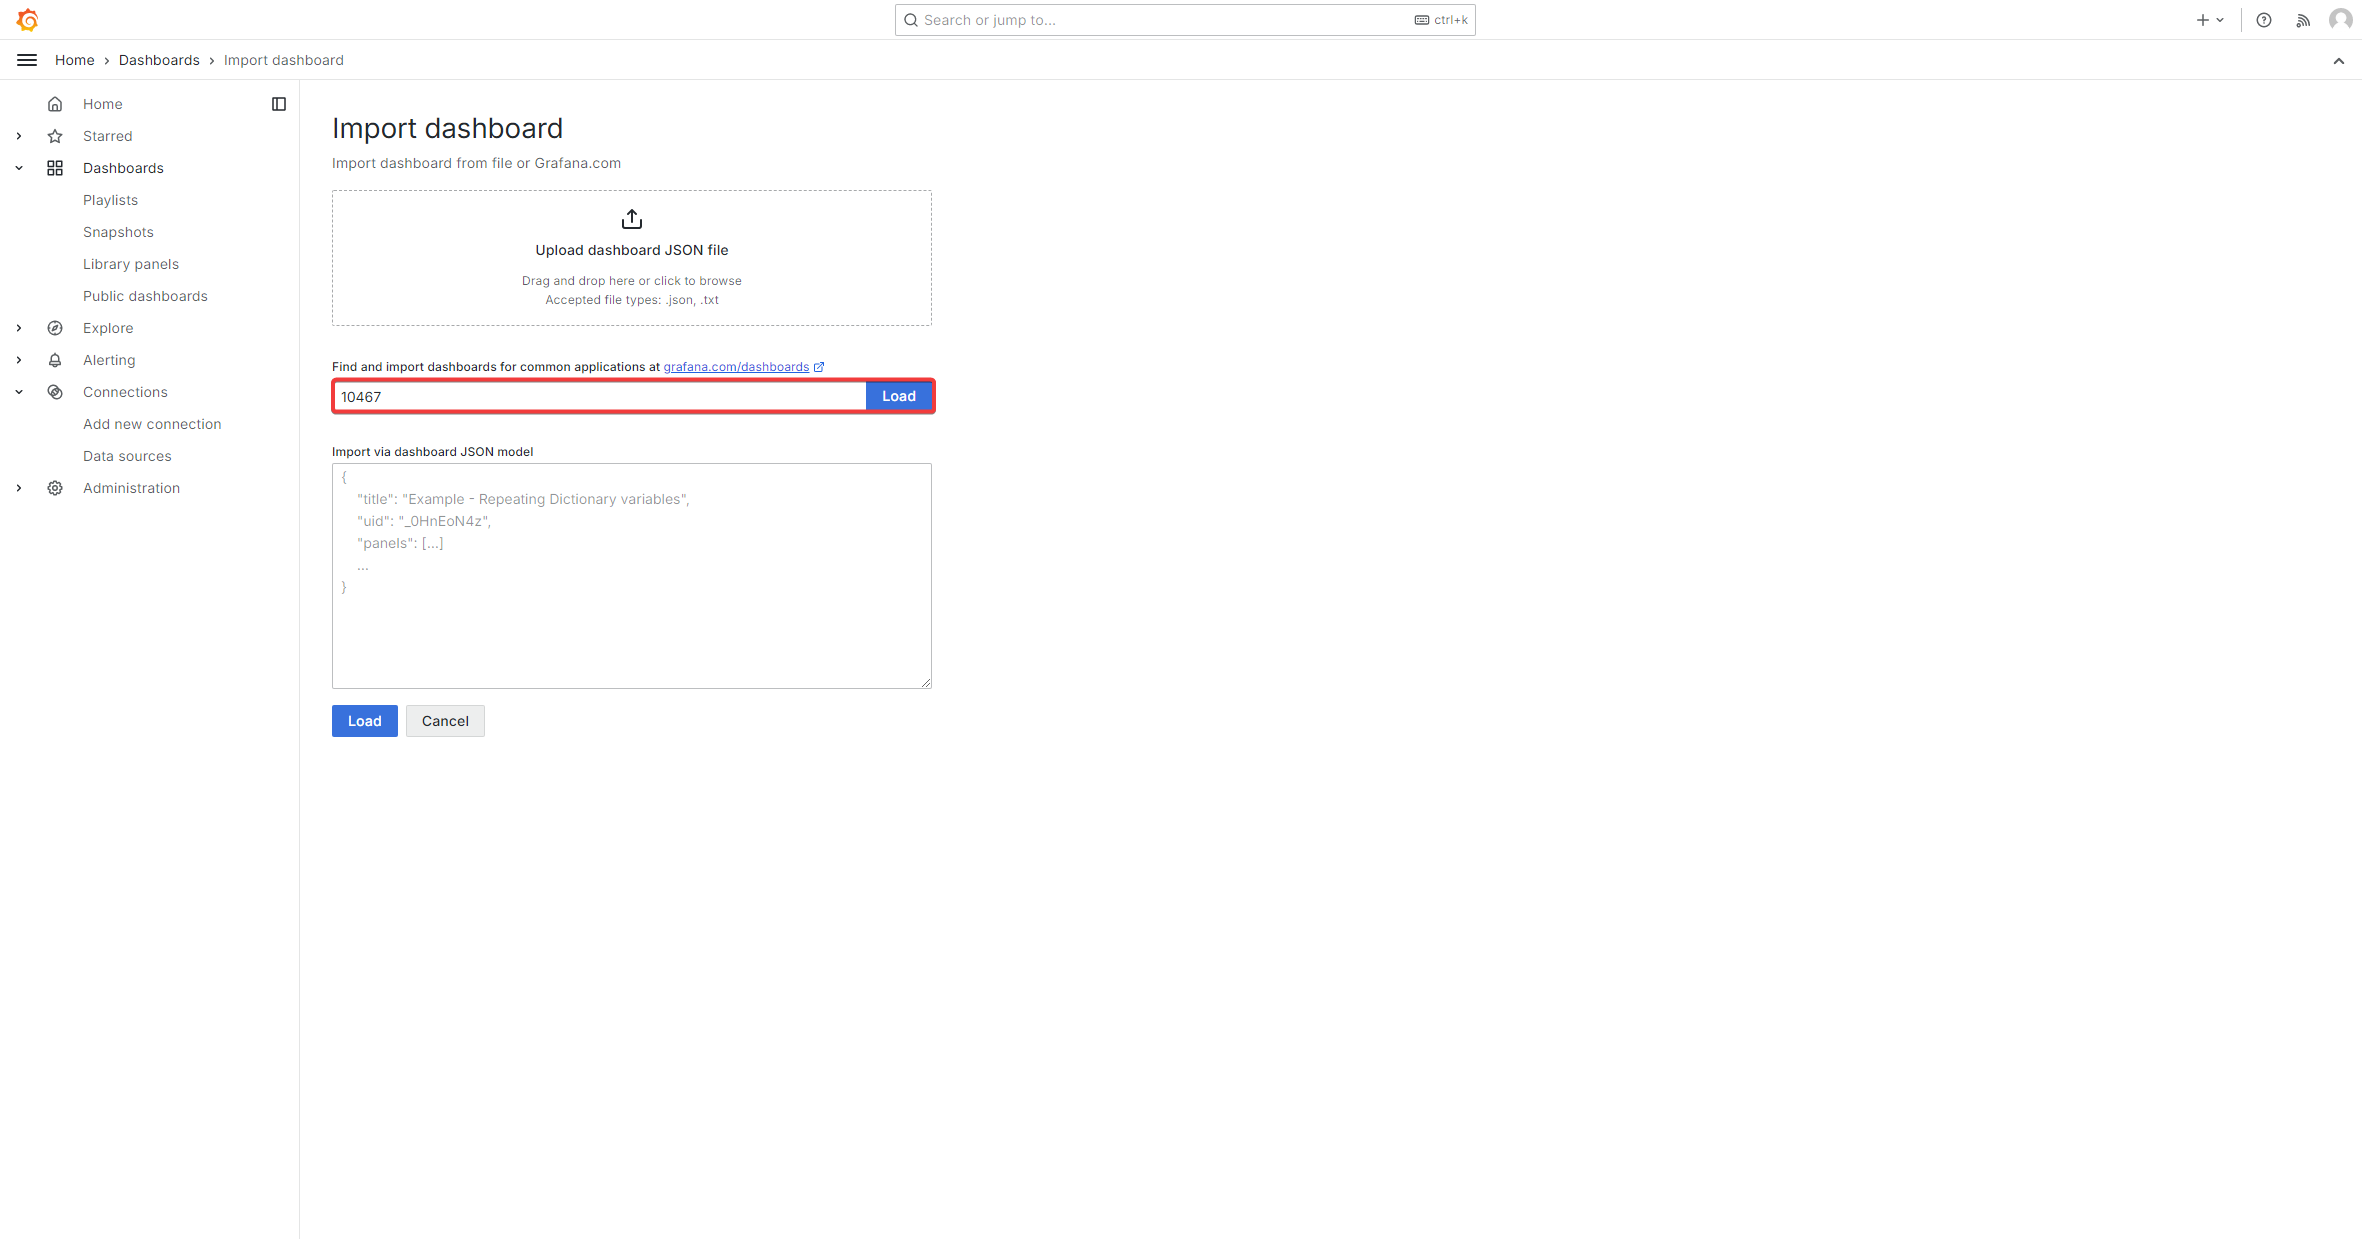 Search or jump to...
ctrl+k
Home > Dashboards > Import dashboard
Home
Starred
Dashboards
Playlists
Snapshots
Library panels
Public dashboards
Explore
Alerting
Connections
Add new connection
Data sources
Administration
Import dashboard
Import dashboard from file or Grafana.com
Upload dashboard JSON file
Drag and drop here or click to browse
Accepted file types: .json, .txt
Find and import dashboards for common applications at grafana.com/dashboards
10467
Load
Import via dashboard JSON model
{
"title": "Example - Repeating Dictionary variables",
"uid": "_0HnEoN4z",
"panels": [...]
...
}
Load
Cancel